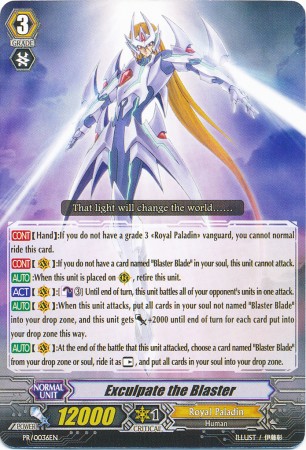 3
GRADE
That light will change the world......
CONT [Hand]:If you do not have a grade 3 «Royal Paladin» vanguard, you cannot normal
ride this card.
CONT [ ]:If you do not have a card named "Blaster Blade" in your soul, this unit cannot attack.
AUTO :When this unit is placed on , retire this unit.
ACT [ ]:[ ③] Until end of turn, this unit battles all of your opponent's units in one attack.
AUTO [ ]:When this unit attacks, put all cards in your soul not named "Blaster Blade"
into your drop zone, and this unit gets +2000 until end of turn for each card put into
your drop zone this way.
AUTO [ ]:At the end of the battle that this unit attacked, choose a card named "Blaster Blade"
from your drop zone or soul, ride it as , and put all cards in your soul into your drop zone.
NORMAL
UNIT
Exculpate the Blaster
POWER
12000
1
CRITICAL
Royal Paladin
Human
PR/0036EN
ILLUST / 伊藤彰